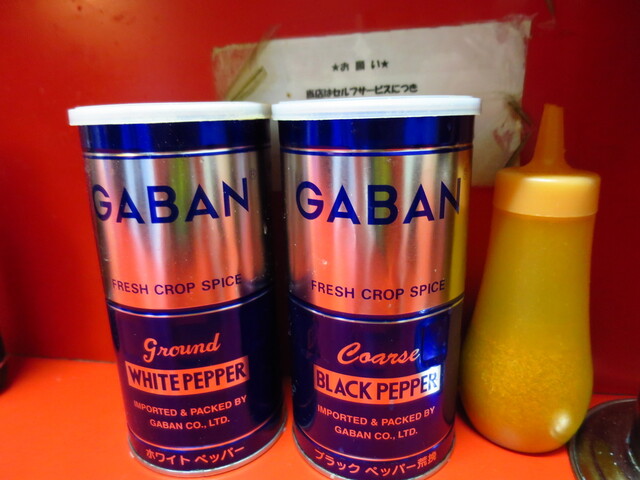 ★お願い★
当店はセルフサービスにつき
GABAN
FRESH CROP SPICE
Ground
WHITE PEPPER
IMPORTED & PACKED BY
GABAN CO., LTD.
ホワイト ペッパー
GABAN
FRESH CROP SPICE
Coarse
BLACK PEPPER
IMPORTED & PACKED BY
GABAN CO., LTD.
ブラック ペッパー荒挽